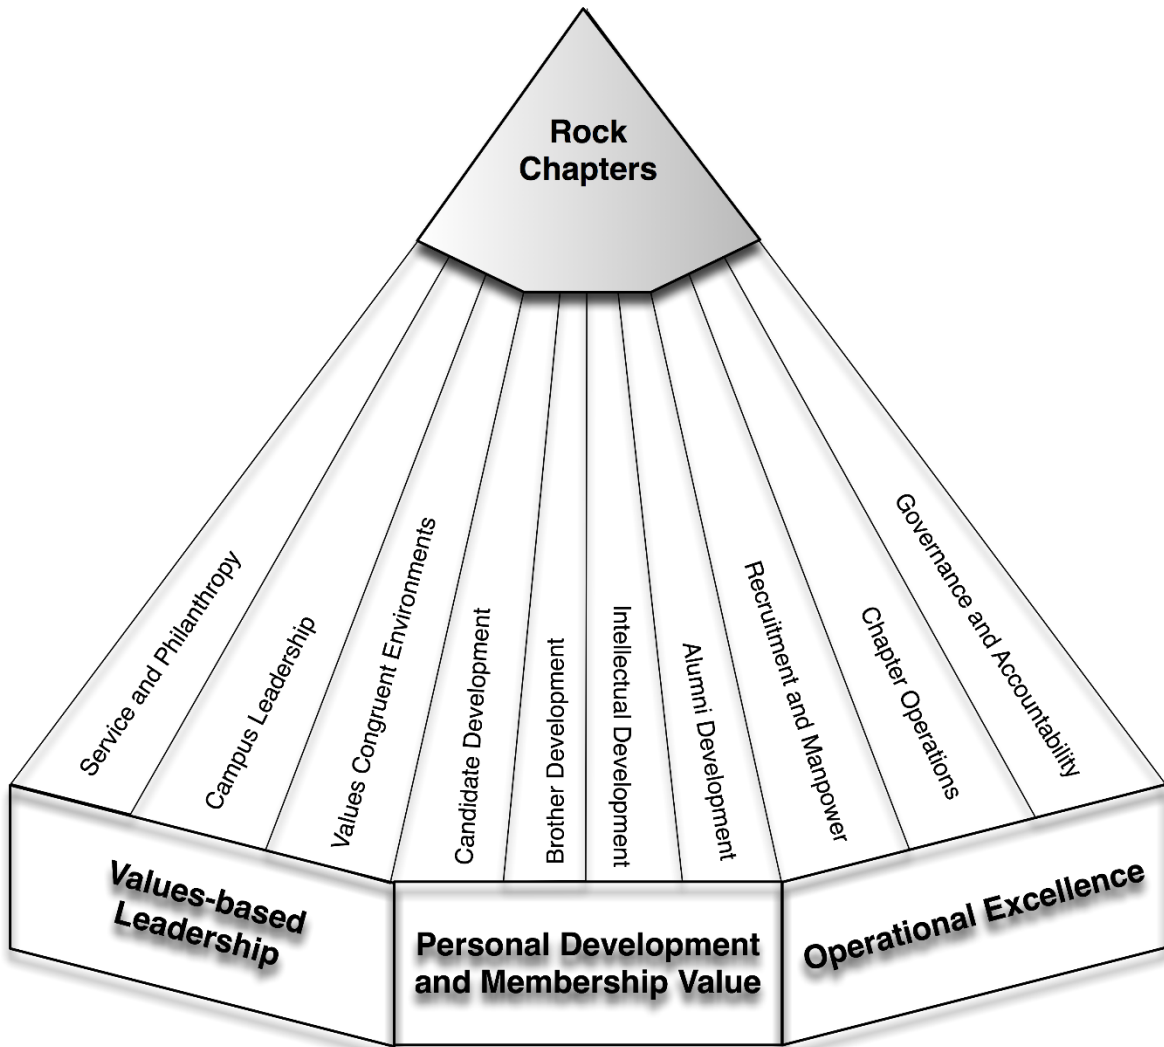 Rock
Chapters
Service and Philanthropy
Campus Leadership
Values Congruent Environments
Candidate Development
Brother Development
Intellectual Development
Alumni Development
Recruitment and Manpower
Chapter Operations
Governance and Accountability
Values-based
Leadership
Personal Development
and Membership Value
Operational Excellence